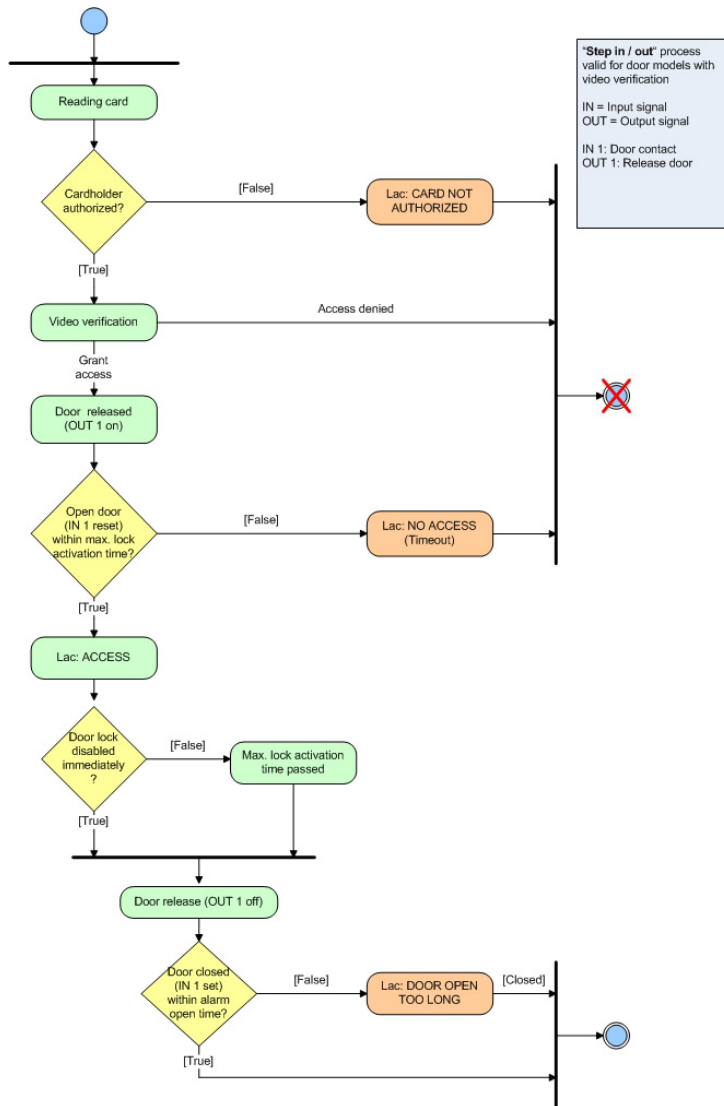 "Step in / out" process
valid for door models with
video verification
IN = Input signal
OUT = Output signal
IN 1: Door contact
OUT 1: Release door
Reading card
Cardholder
authorized?
[False]
Lac: CARD NOT
AUTHORIZED
[True]
Video verification
Access denied
Grant
access
Door released
(OUT 1 on)
Open door
(IN 1 reset)
within max. lock
activation time?
[False]
Lac: NO ACCESS
(Timeout)
[True]
Lac: ACCESS
Door lock
disabled
immediately
?
[False]
Max. lock activation
time passed
[True]
Door release (OUT 1 off)
Door closed
(IN 1 set)
within alarm
open time?
[False]
Lac: DOOR OPEN
TOO LONG
[Closed]
[True]